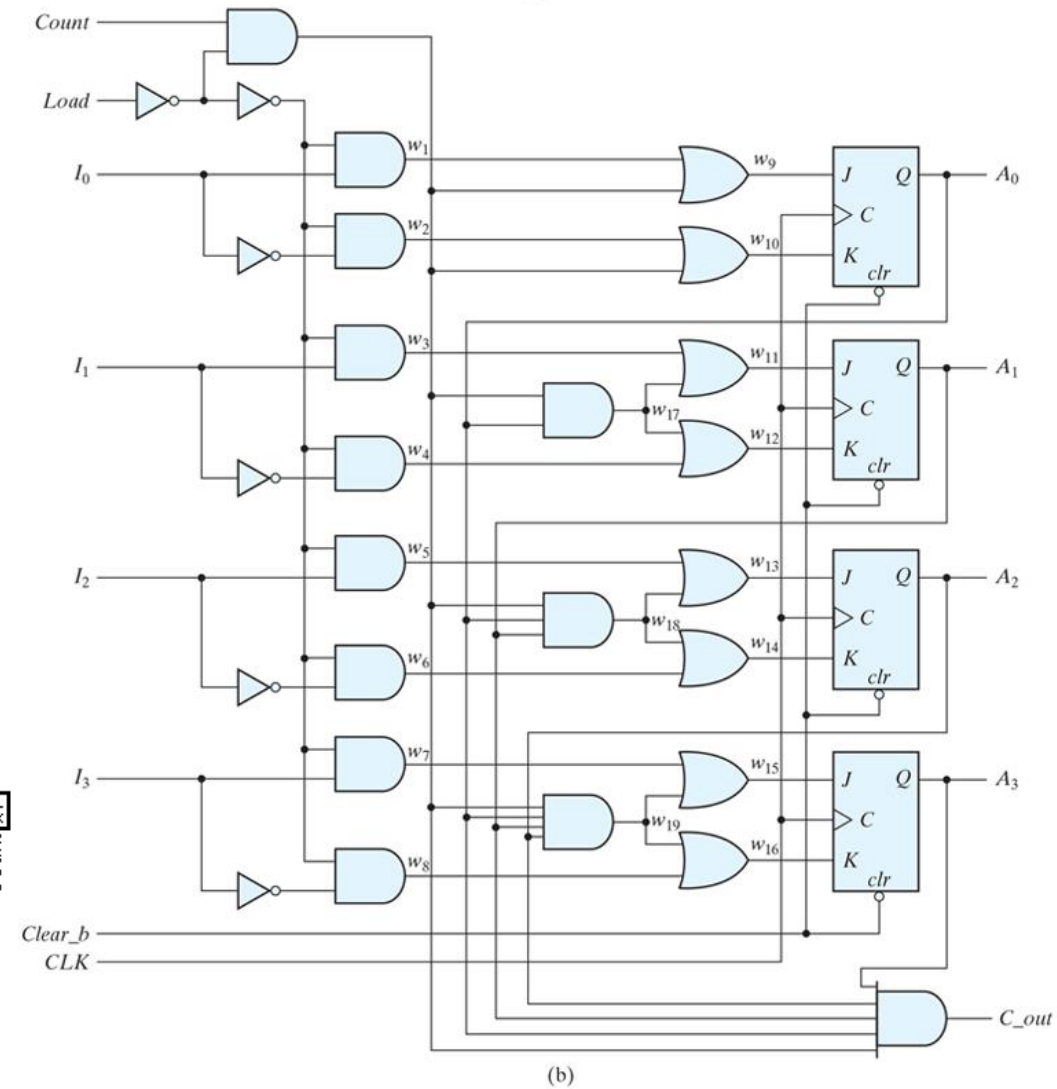 Count
Load
I₀ w₁ w₉ J Q A₀
C
w₂ w₁₀ K
clr
I₁ w₃ w₁₁ J Q A₁
w₁₇ C
w₄ w₁₂ K
clr
I₂ w₅ w₁₃ J Q A₂
w₁₈ C
w₆ w₁₄ K
clr
I₃ w₇ w₁₅ J Q A₃
w₁₉ C
w₈ w₁₆ K
clr
Clear_b
CLK
C_out
(b)